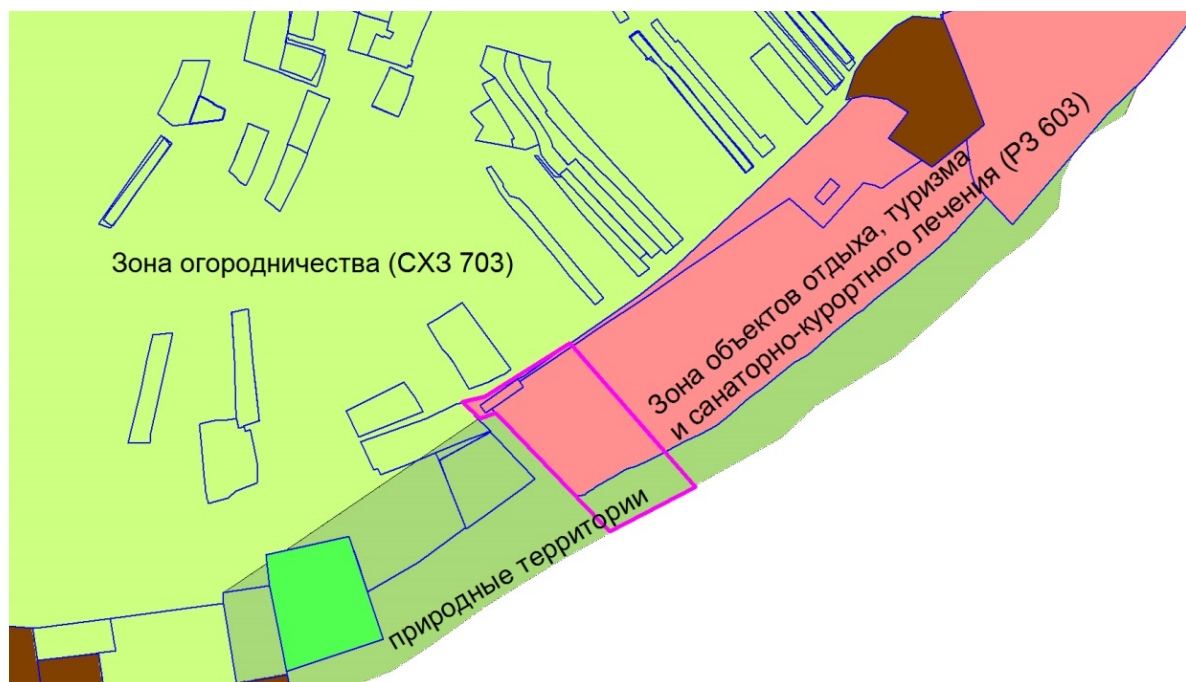 Зона огородничества (СХЗ 703)
Зона объектов отдыха, туризма
и санаторно-курортного лечения (РЗ 603)
природные территории